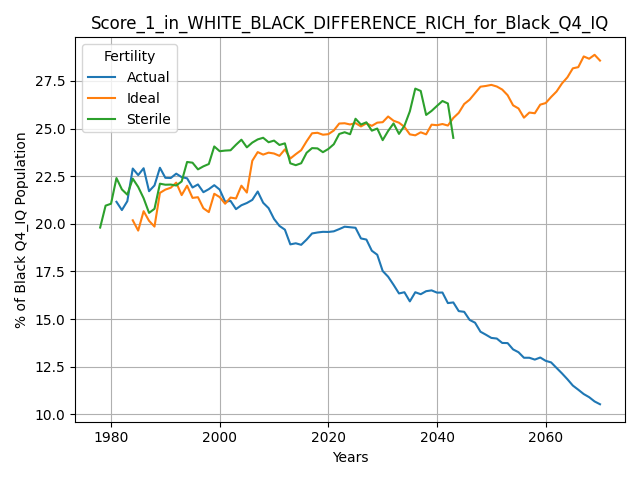 Score_1_in_WHITE_BLACK_DIFFERENCE_RICH_for_Black_Q4_IQ
Fertility
Actual
Ideal
Sterile
% of Black Q4_IQ Population
27.5
25.0
22.5
20.0
17.5
15.0
12.5
10.0
1980
2000
2020
2040
2060
Years